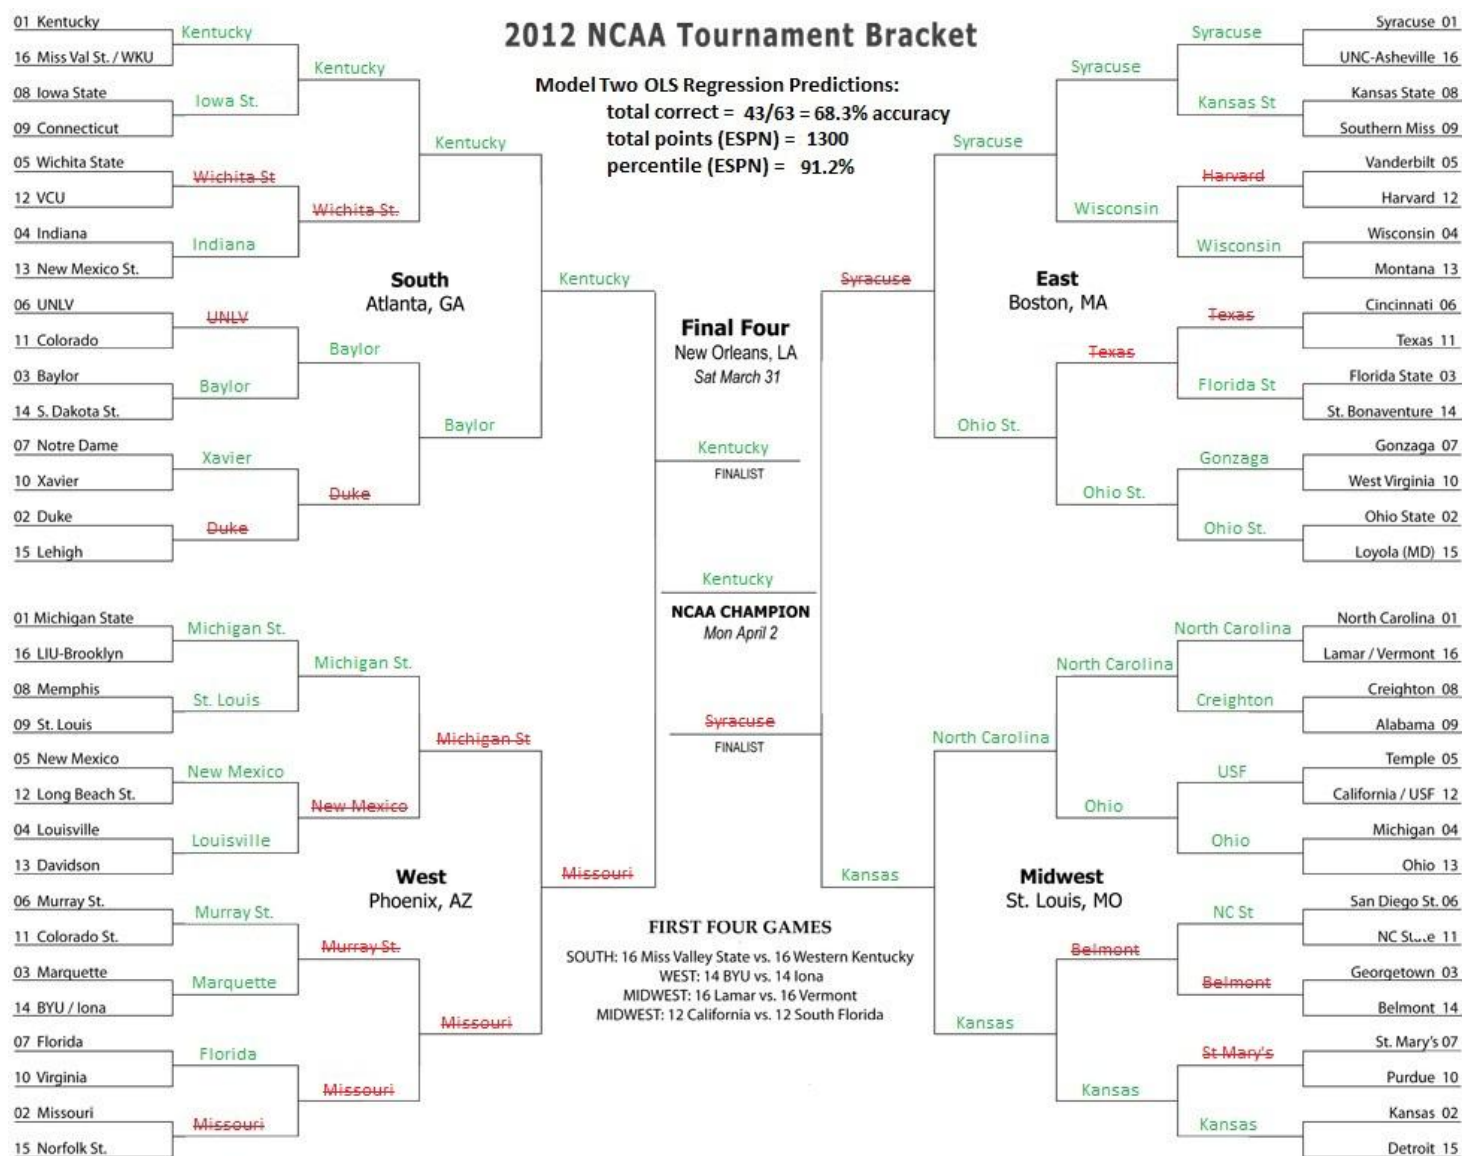 2012 NCAA Tournament Bracket
Model Two OLS Regression Predictions:
total correct = 43/63 = 68.3% accuracy
total points (ESPN) = 1300
percentile (ESPN) = 91.2%
01 Kentucky
16 Miss Val St. / WKU
08 Iowa State
09 Connecticut
05 Wichita State
12 VCU
04 Indiana
13 New Mexico St.
06 UNLV
11 Colorado
03 Baylor
14 S. Dakota St.
07 Notre Dame
10 Xavier
02 Duke
15 Lehigh
Kentucky
Iowa St.
Wichita St
Indiana
UNLV
Baylor
Xavier
Duke
Kentucky
Wichita St.
Baylor
Duke
Kentucky
Baylor
Kentucky
South
Atlanta, GA
01 Michigan State
16 LIU-Brooklyn
08 Memphis
09 St. Louis
05 New Mexico
12 Long Beach St.
04 Louisville
13 Davidson
06 Murray St.
11 Colorado St.
03 Marquette
14 BYU / Iona
07 Florida
10 Virginia
02 Missouri
15 Norfolk St.
Michigan St.
St. Louis
New Mexico
Louisville
Murray St.
Marquette
Florida
Missouri
Michigan St.
New Mexico
Murray St.
Missouri
Michigan St
Missouri
Missouri
West
Phoenix, AZ
Final Four
New Orleans, LA
Sat March 31
Kentucky
FINALIST
Kentucky
NCAA CHAMPION
Mon April 2
Syracuse
FINALIST
FIRST FOUR GAMES
SOUTH: 16 Miss Valley State vs. 16 Western Kentucky
WEST: 14 BYU vs. 14 Iona
MIDWEST: 16 Lamar vs. 16 Vermont
MIDWEST: 12 California vs. 12 South Florida
Syracuse 01
UNC-Asheville 16
Kansas State 08
Southern Miss 09
Vanderbilt 05
Harvard 12
Wisconsin 04
Montana 13
Cincinnati 06
Texas 11
Florida State 03
St. Bonaventure 14
Gonzaga 07
West Virginia 10
Ohio State 02
Loyola (MD) 15
Syracuse
Kansas St
Harvard
Wisconsin
Texas
Florida St
Gonzaga
Ohio St.
Syracuse
Wisconsin
Texas
Ohio St.
Syracuse
Ohio St.
Syracuse
East
Boston, MA
North Carolina 01
Lamar / Vermont 16
Creighton 08
Alabama 09
Temple 05
California / USF 12
Michigan 04
Ohio 13
San Diego St. 06
NC State 11
Georgetown 03
Belmont 14
St. Mary's 07
Purdue 10
Kansas 02
Detroit 15
North Carolina
Creighton
USF
Ohio
NC St
Belmont
St Mary's
Kansas
North Carolina
Ohio
Belmont
Kansas
North Carolina
Kansas
Kansas
Midwest
St. Louis, MO